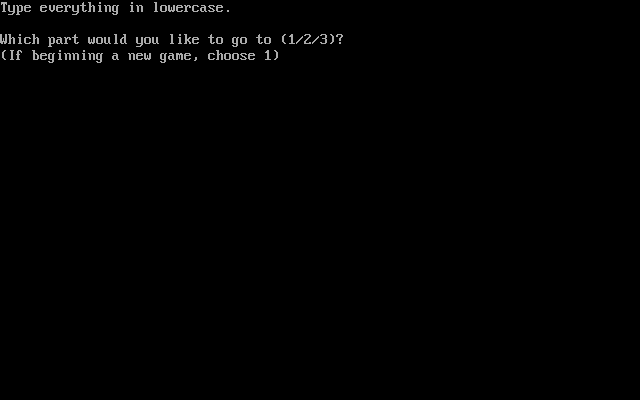 Type everything in lowercase.
Which part would you like to go to (1/2/3)?
(If beginning a new game, choose 1)